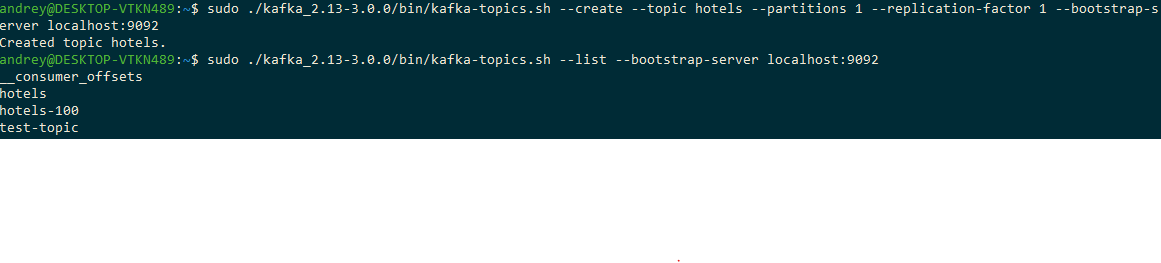 andrey@DESKTOP-VTKN489:~$ sudo ./kafka_2.13-3.0.0/bin/kafka-topics.sh --create --topic hotels --partitions 1 --replication-factor 1 --bootstrap-s
erver localhost:9092
Created topic hotels.
andrey@DESKTOP-VTKN489:~$ sudo ./kafka_2.13-3.0.0/bin/kafka-topics.sh --list --bootstrap-server localhost:9092
__consumer_offsets
hotels
hotels-100
test-topic